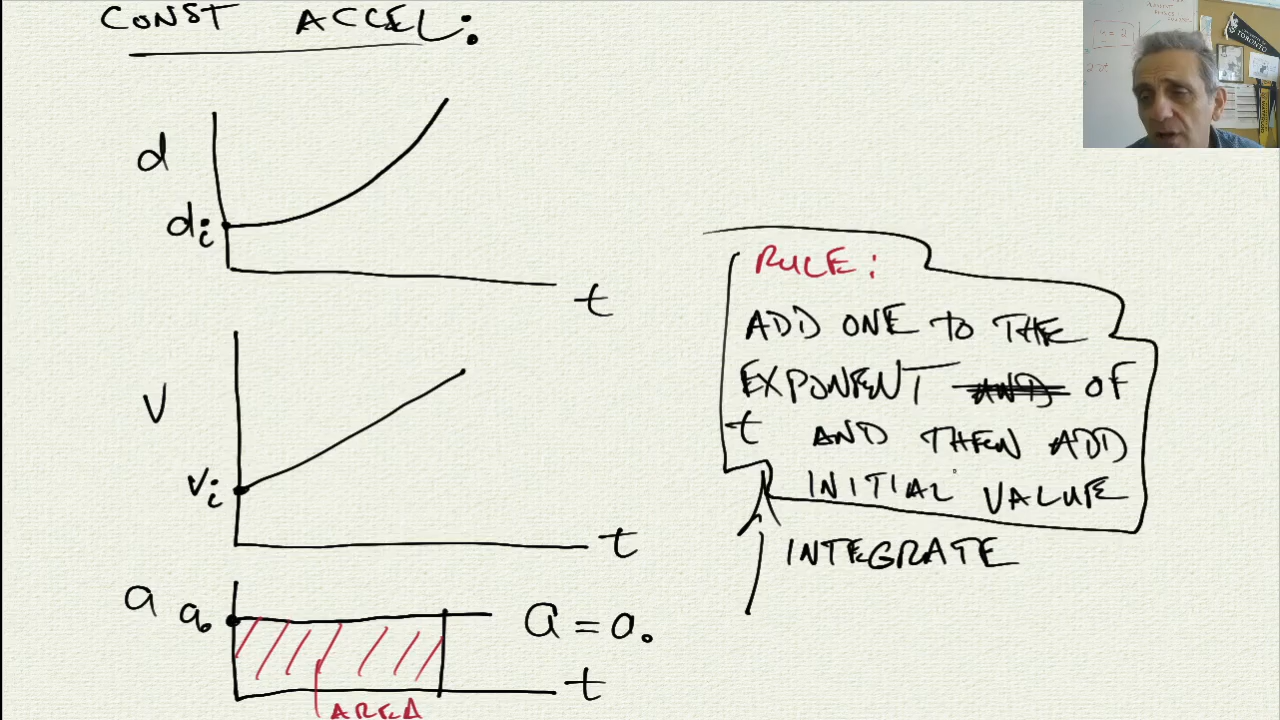 CONST ACCEL:
d
di
t
V
Vi
t
a a₀ a = a₀
t
AREA
RULE:
ADD ONE TO THE
EXPONENT AND OF
t AND THEN ADD
INITIAL VALUE
INTEGRATE
TORONTO